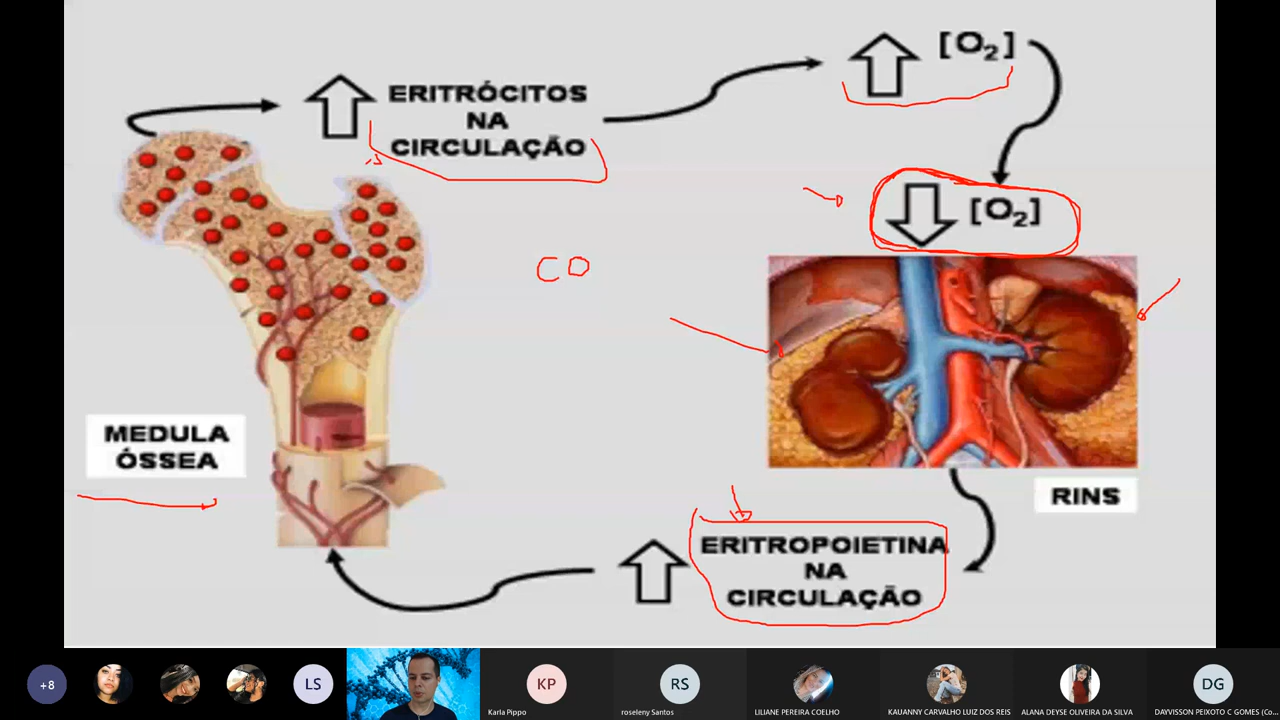 [O₂]
ERITRÓCITOS
NA
CIRCULAÇÃO
[O₂]
CO
MEDULA
ÓSSEA
RINS
ERITROPOIETINA
NA
CIRCULAÇÃO
+8
LS
KP
RS
DG
Karla Pippo
roseleny Santos
LILIANE PEREIRA COELHO
KAUANNY CARVALHO LUIZ DOS REIS
ALANA DEYSE OLIVEIRA DA SILVA
DAYVISSON PEIXOTO C GOMES (Co...